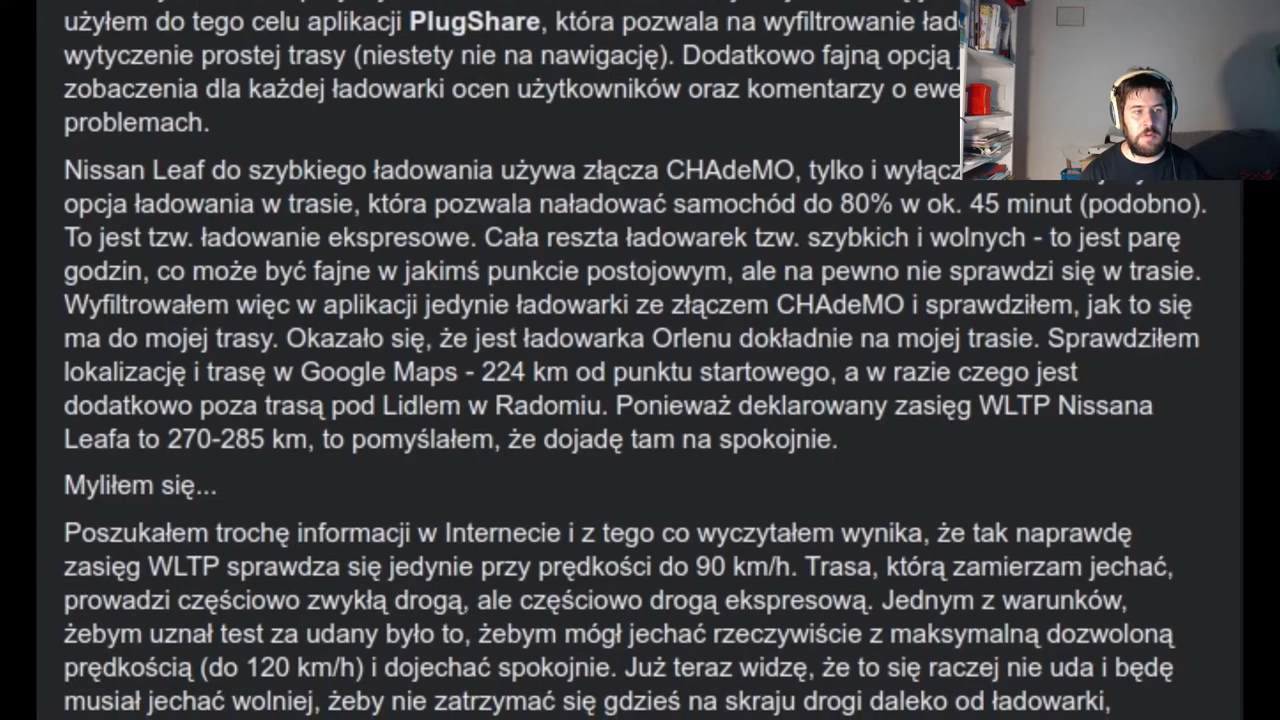 użyłem do tego celu aplikacji PlugShare, która pozwala na wyfiltrowanie
wytyczenie prostej trasy (niestety nie na nawigację). Dodatkowo fajną opcją
zobaczenia dla każdej ładowarki ocen użytkowników oraz komentarzy o
problemach.
Nissan Leaf do szybkiego ładowania używa złącza CHAdeMO, tylko i
opcja ładowania w trasie, która pozwala naładować samochód do 80% w ok. 45 minut (podobno).
To jest tzw. ładowanie ekspresowe. Cała reszta ładowarek tzw. szybkich i wolnych - to jest parę
godzin, co może być fajne w jakimś punkcie postojowym, ale na pewno nie sprawdzi się w trasie.
Wyfiltrowałem więc w aplikacji jedynie ładowarki ze złączem CHAdeMO i sprawdziłem, jak to się
ma do mojej trasy. Okazało się, że jest ładowarka Orlenu dokładnie na mojej trasie. Sprawdziłem
lokalizację i trasę w Google Maps - 224 km od punktu startowego, a w razie czego jest
dodatkowo poza trasą pod Lidlem w Radomiu. Ponieważ deklarowany zasięg WLTP Nissana
Leafa to 270-285 km, to pomyślałem, że dojadę tam na spokojnie.
Myliłem się...
Poszukałem trochę informacji w Internecie i z tego co wyczytałem wynika, że tak naprawdę
zasięg WLTP sprawdza się jedynie przy prędkości do 90 km/h. Trasa, którą zamierzam jechać,
prowadzi częściowo zwykłą drogą, ale częściowo drogą ekspresową. Jednym z warunków,
żebym uznał test za udany było to, żebym mógł jechać rzeczywiście z maksymalną dozwoloną
prędkością (do 120 km/h) i dojechać spokojnie. Już teraz widzę, że to się raczej nie uda i będę
musiał jechać wolniej, żeby nie zatrzymać się gdzieś na skraju drogi daleko od ładowarki,